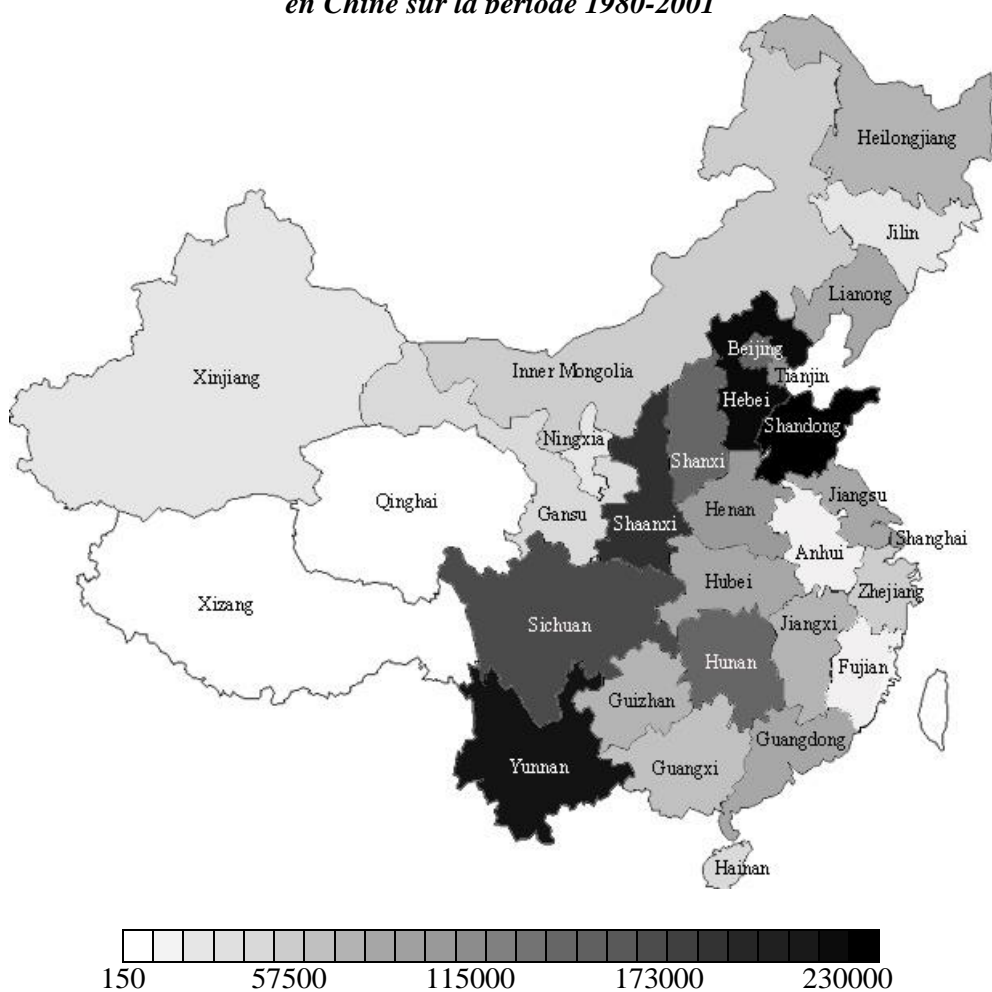 en Chine sur la période 1980-2001
Heilongjiang
Jilin
Lianong
Beijing
Tianjin
Xinjiang
Inner Mongolia
Hebei
Shandong
Ningxia
Shanxi
Qinghai
Gansu
Shaanxi
Henan
Jiangsu
Shanghai
Anhui
Hubei
Zhejiang
Xizang
Sichuan
Jiangxi
Hunan
Fujian
Guizhan
Guangdong
Yunnan
Guangxi
Hainan
150 57500 115000 173000 230000